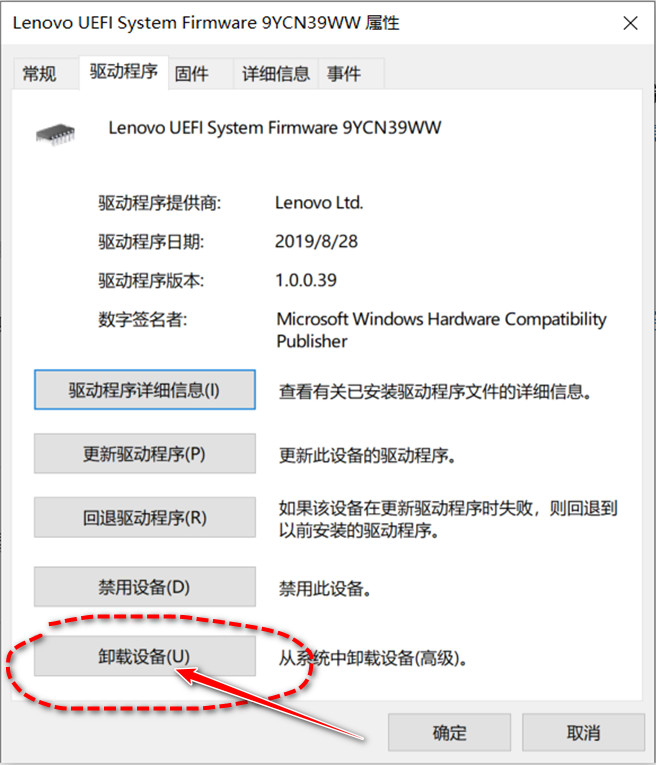 Lenovo UEFI System Firmware 9YCN39WW 属性
常规 驱动程序 固件 详细信息 事件
Lenovo UEFI System Firmware 9YCN39WW
驱动程序提供商: Lenovo Ltd.
驱动程序日期: 2019/8/28
驱动程序版本: 1.0.0.39
数字签名者: Microsoft Windows Hardware Compatibility
Publisher
驱动程序详细信息(I) 查看有关已安装驱动程序文件的详细信息。
更新驱动程序(P) 更新此设备的驱动程序。
回退驱动程序(R) 如果该设备在更新驱动程序时失败，则回退到
以前安装的驱动程序。
禁用设备(D) 禁用此设备。
卸载设备(U) 从系统中卸载设备(高级)。
确定 取消